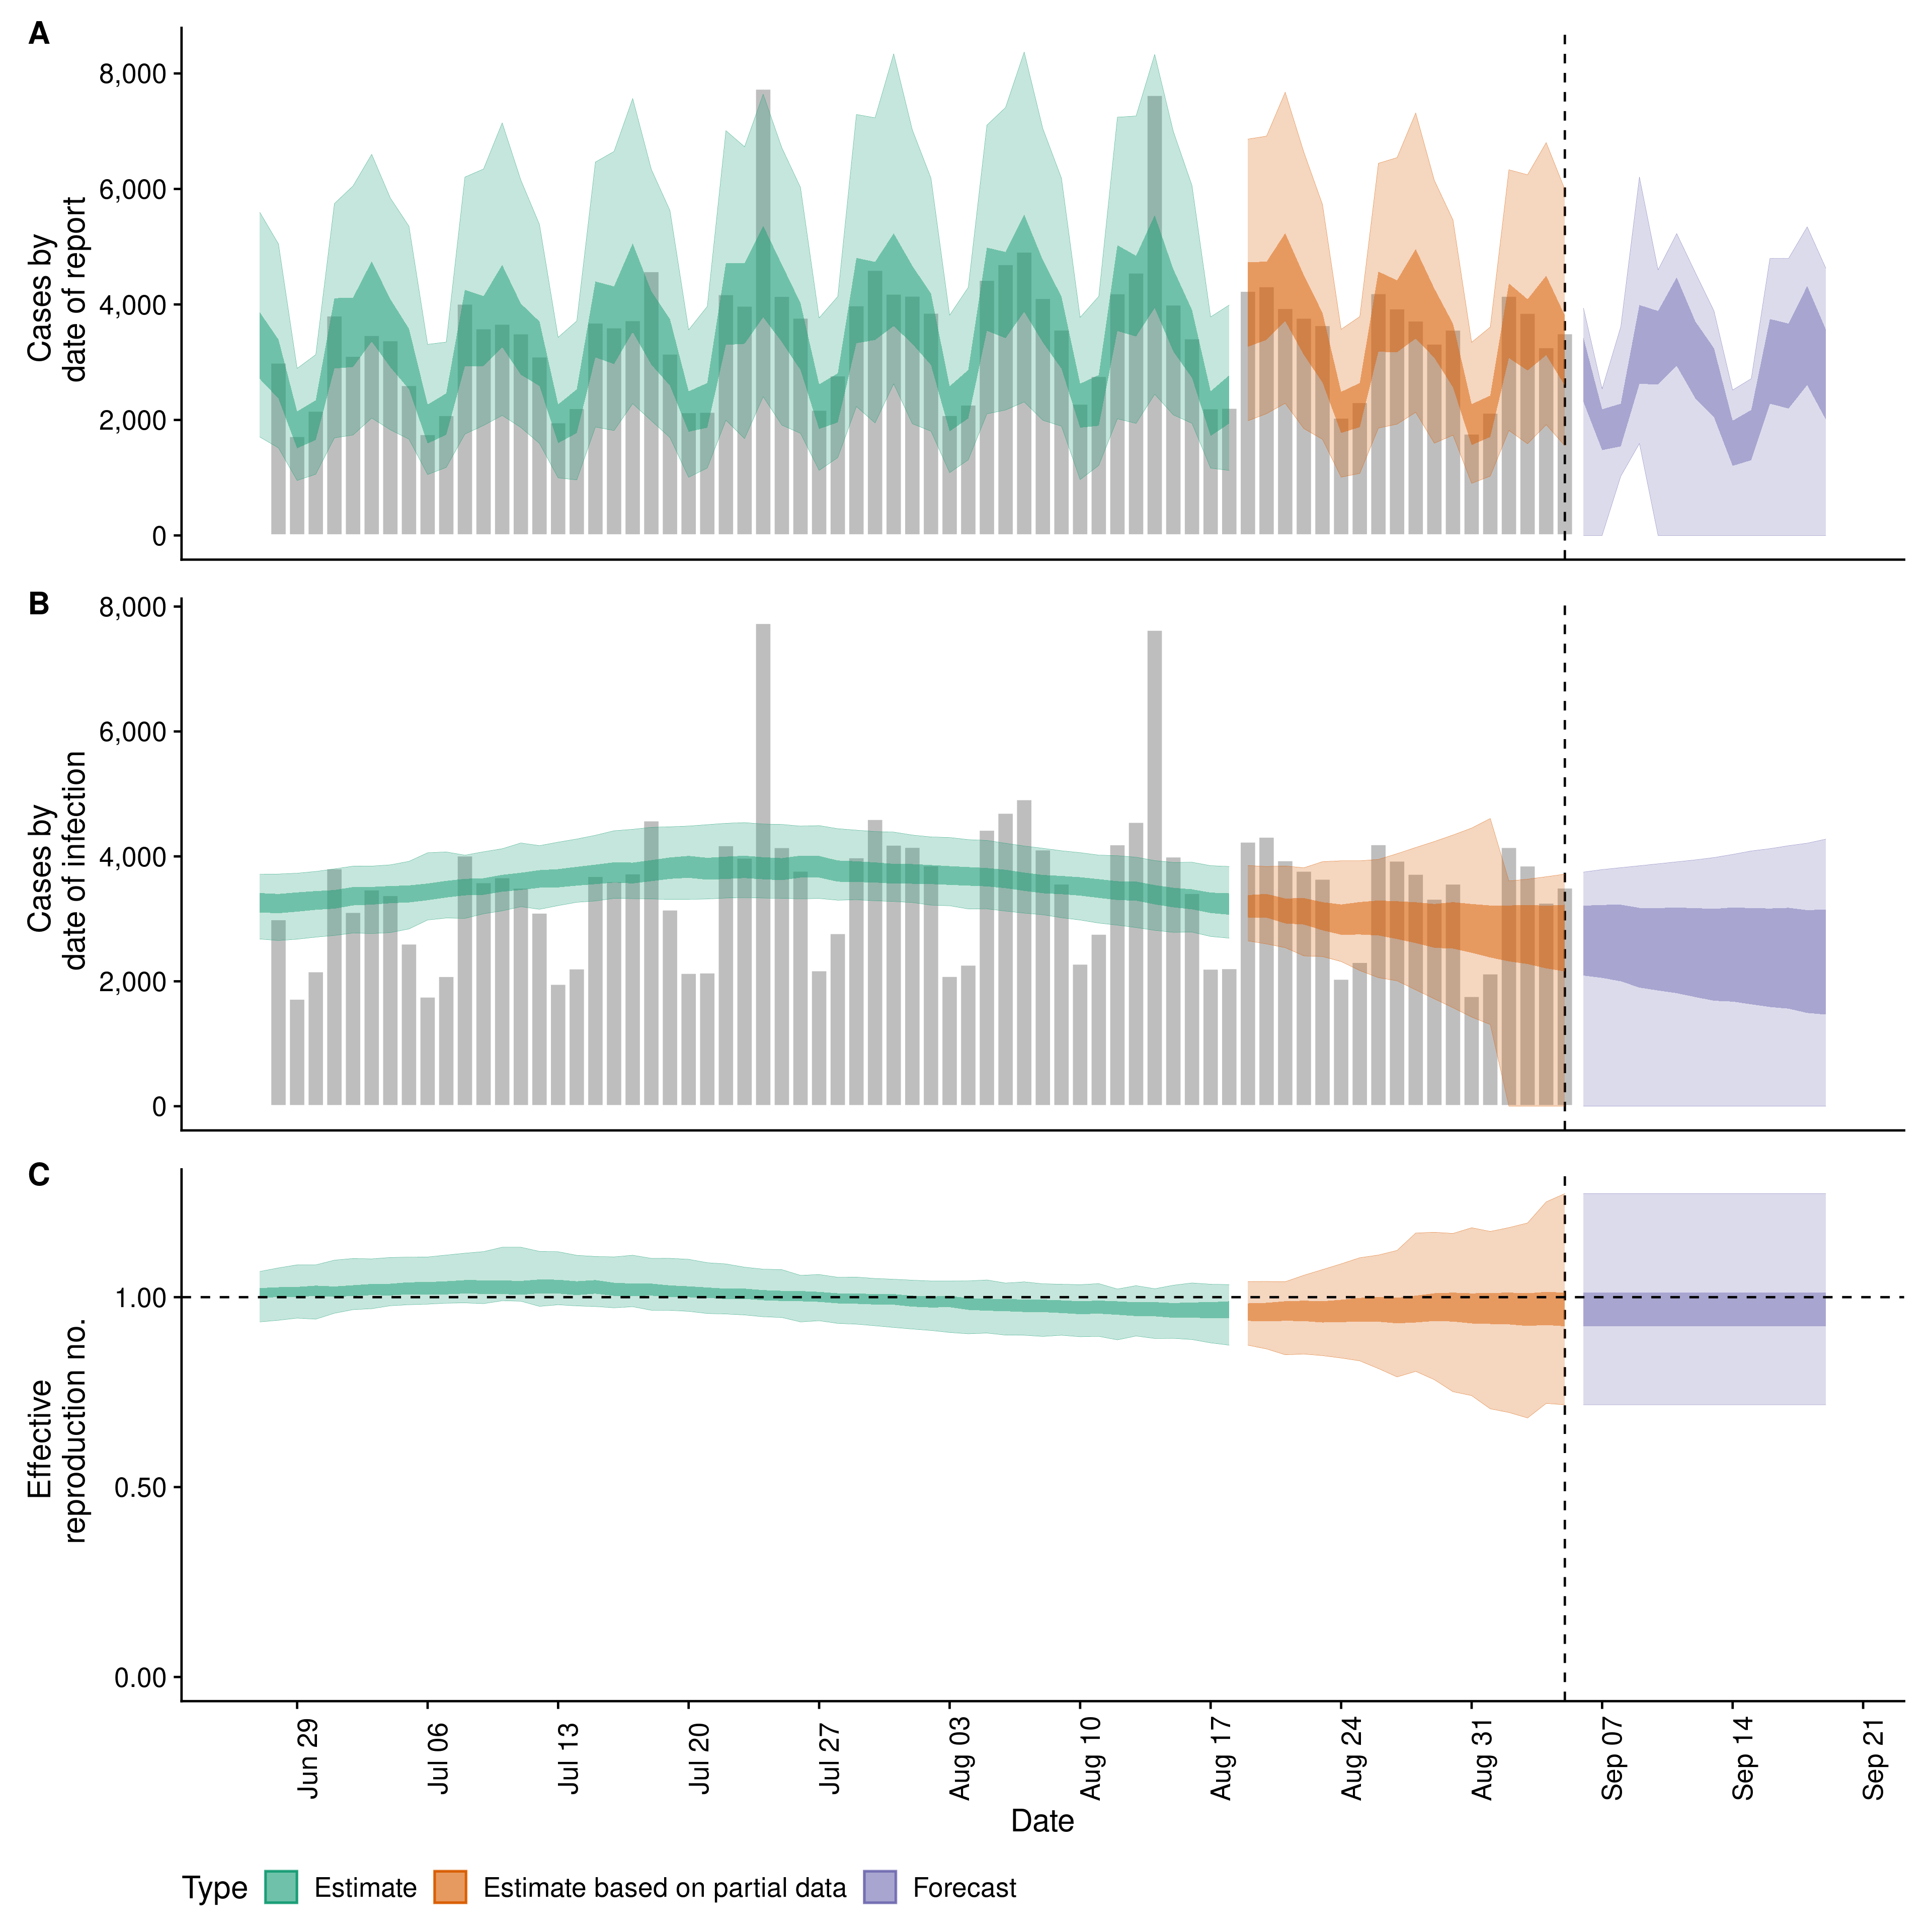 A
8,000
6,000
4,000
2,000
0
Cases by
date of report
B
8,000
6,000
4,000
2,000
0
Cases by
date of infection
C
1.00
0.50
0.00
Effective
reproduction no.
Jun 29
Jul 06
Jul 13
Jul 20
Jul 27
Aug 03
Aug 10
Aug 17
Aug 24
Aug 31
Sep 07
Sep 14
Sep 21
Date
Type Estimate Estimate based on partial data Forecast